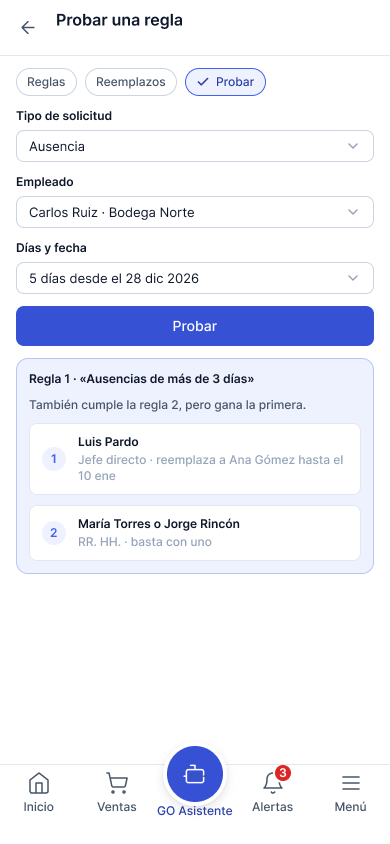 Probar una regla
Reglas
Reemplazos
Probar
Tipo de solicitud
Ausencia
Empleado
Carlos Ruiz · Bodega Norte
Días y fecha
5 días desde el 28 dic 2026
Probar
Regla 1 · «Ausencias de más de 3 días»
También cumple la regla 2, pero gana la primera.
1
Luis Pardo
Jefe directo · reemplaza a Ana Gómez hasta el
10 ene
2
María Torres o Jorge Rincón
RR. HH. · basta con uno
Inicio
Ventas
GO Asistente
3
Alertas
Menú